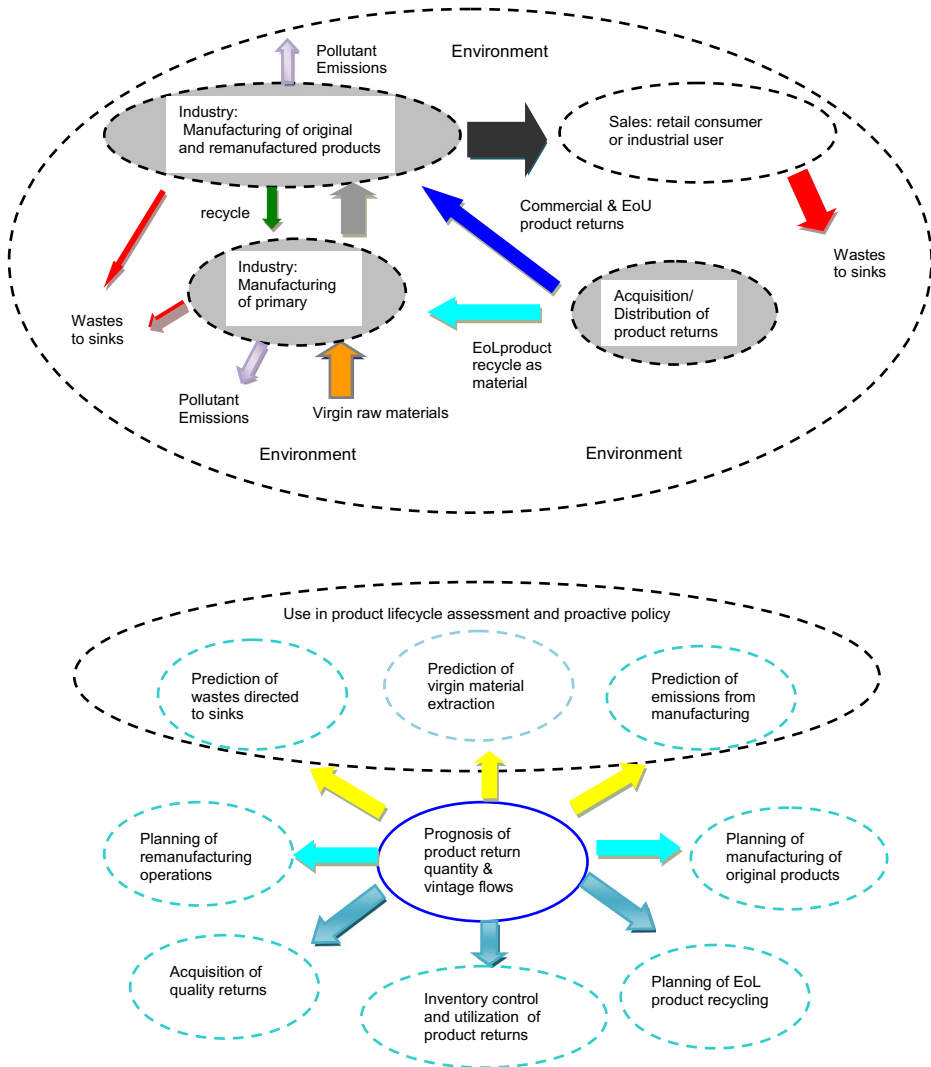 Pollutant
Emissions
Environment
Industry:
Manufacturing of original
and remanufactured products
Sales: retail consumer
or industrial user
recycle
Commercial & EoU
product returns
Wastes
to sinks
Industry:
Manufacturing
of primary
Acquisition/
Distribution of
product returns
Wastes
to sinks
EoLproduct
recycle as
material
Pollutant
Emissions
Virgin raw materials
Environment
Environment
Use in product lifecycle assessment and proactive policy
Prediction of
wastes directed
to sinks
Prediction of
virgin material
extraction
Prediction of
emissions from
manufacturing
Planning of
remanufacturing
operations
Prognosis of
product return
quantity &
vintage flows
Planning of
manufacturing of
original products
Acquisition of
quality returns
Inventory control
and utilization of
product returns
Planning of EoL
product recycling